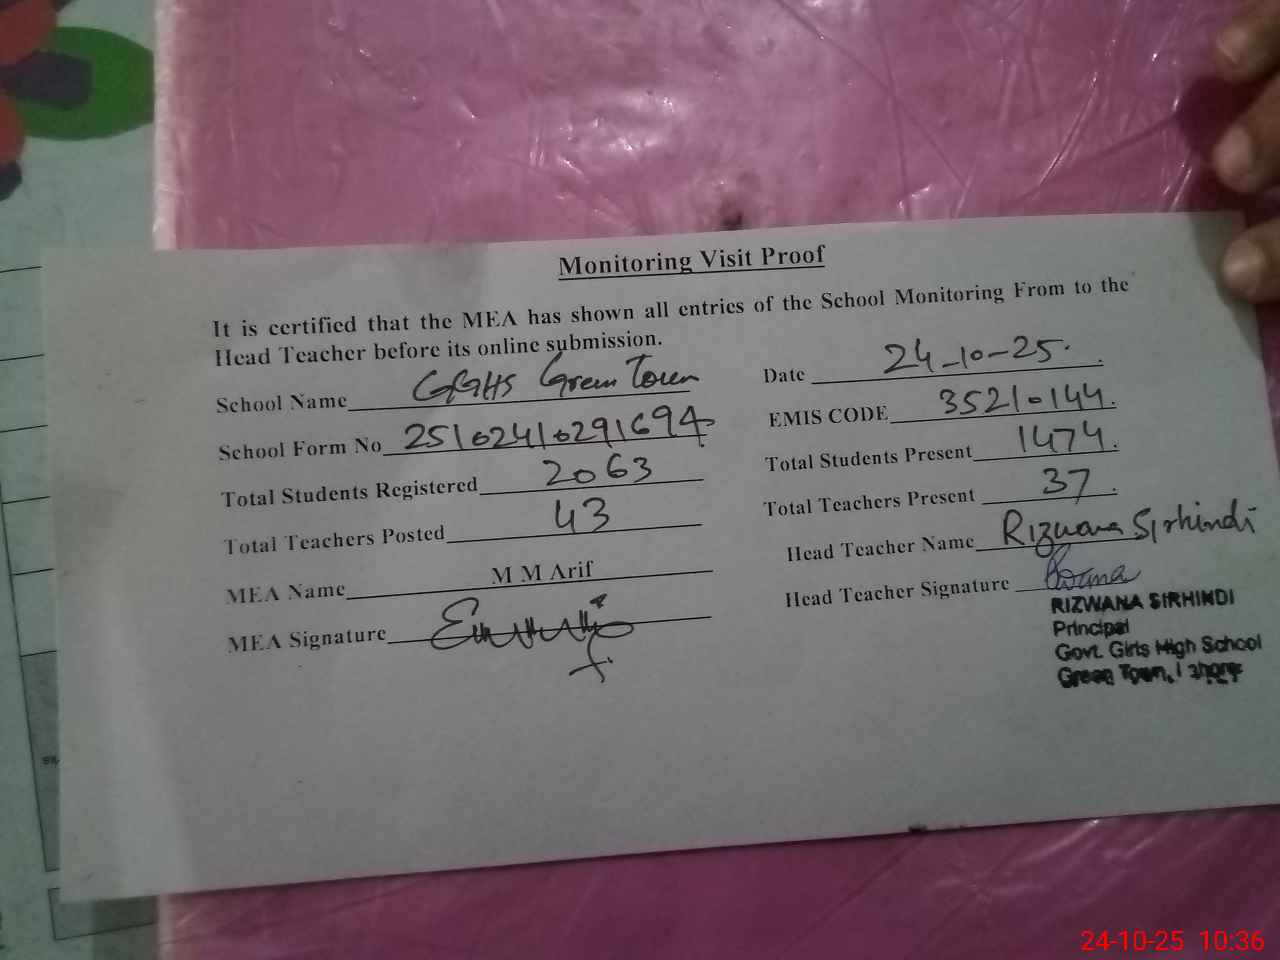 Monitoring Visit Proof
It is certified that the MEA has shown all entries of the School Monitoring From to the
Head Teacher before its online submission.
School Name GGHS Green Town
Date 24-10-25.
School Form No 25102410291694
EMIS CODE 35210144.
Total Students Registered 2063
Total Students Present 1474.
Total Teachers Posted 43
Total Teachers Present 37.
MEA Name M M Arif
Head Teacher Name Rizwana Sirhindi
MEA Signature
Head Teacher Signature
RIZWANA SIRHINDI
Principal
Govt. Girls High School
Green Town, Lahore
24-10-25 10:36